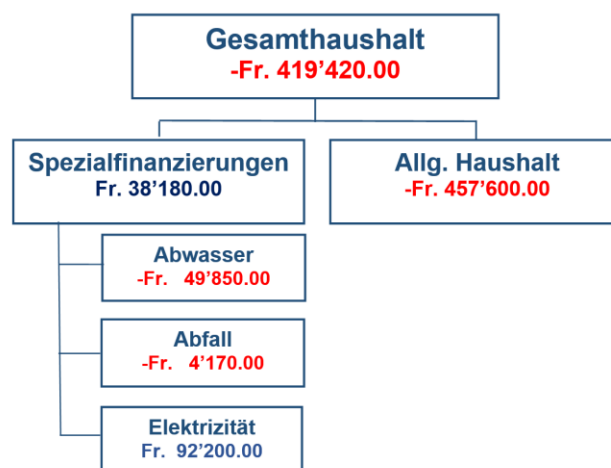 Gesamthaushalt
-Fr. 419’420.00
Spezialfinanzierungen
Fr. 38’180.00
Allg. Haushalt
-Fr. 457’600.00
Abwasser
-Fr. 49’850.00
Abfall
-Fr. 4’170.00
Elektrizität
Fr. 92’200.00